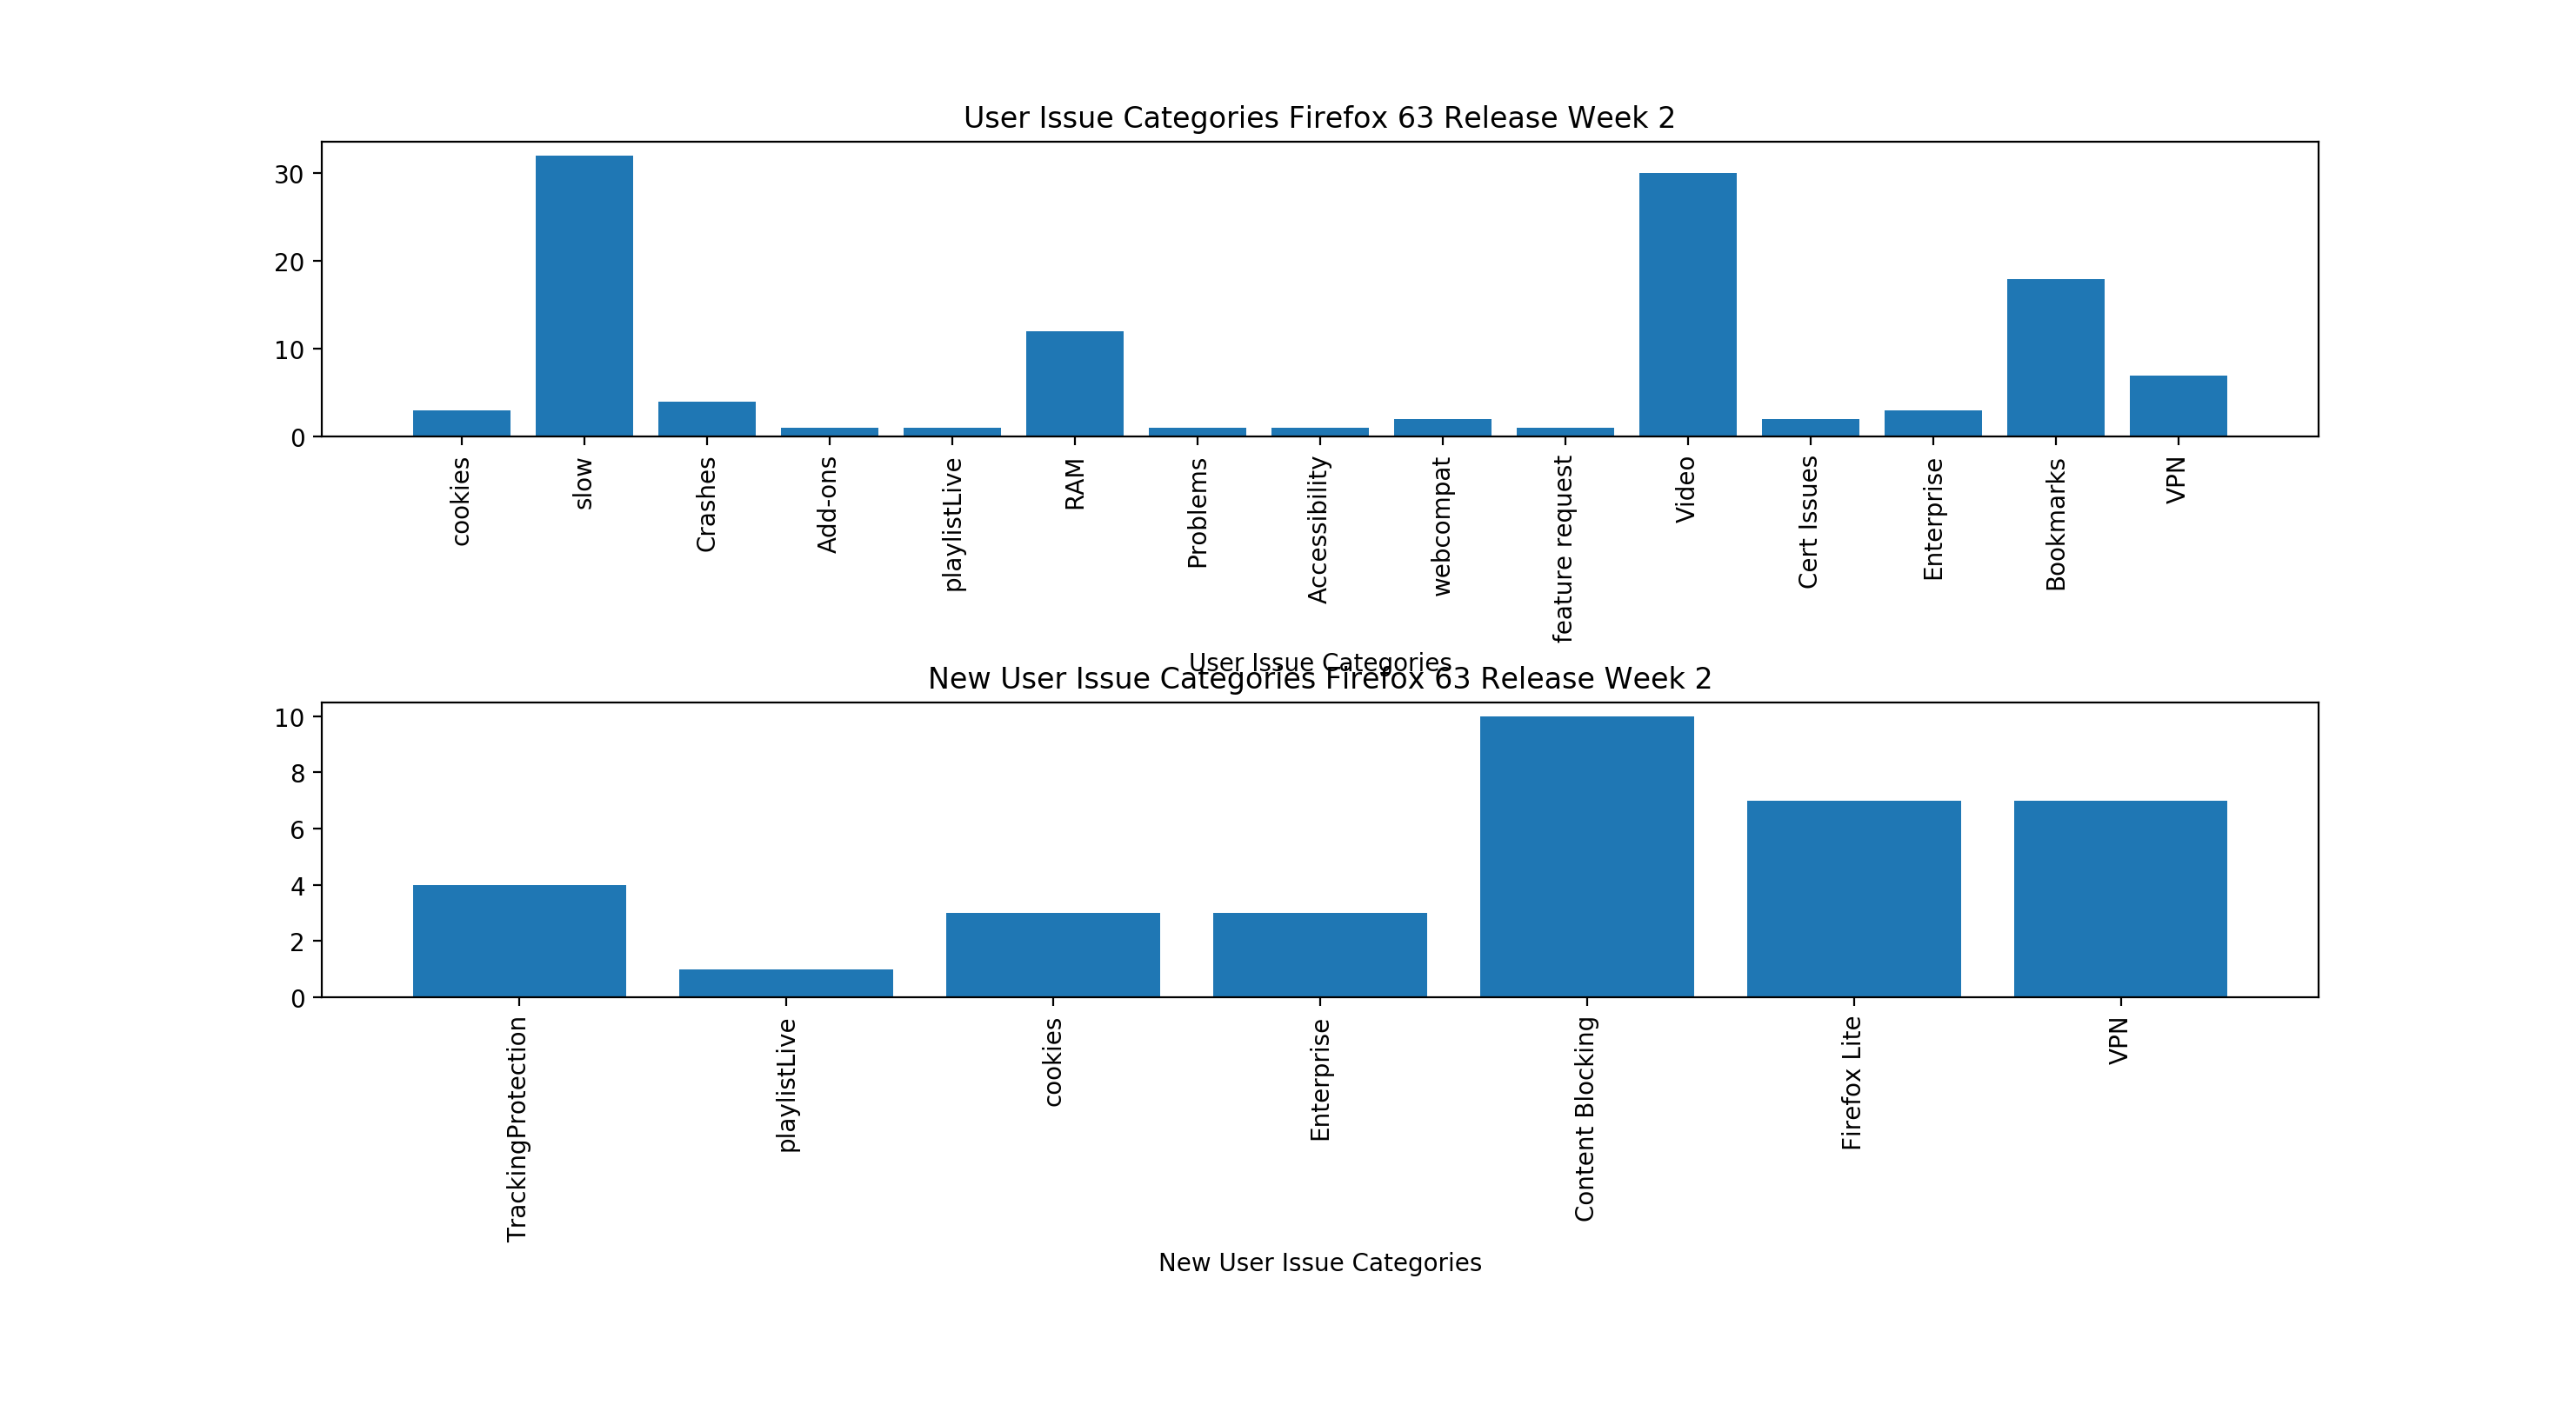 User Issue Categories Firefox 63 Release Week 2
30
20
10
0
cookies
slow
Crashes
Add-ons
playlistLive
RAM
Problems
Accessibility
webcompat
feature request
Video
Cert Issues
Enterprise
Bookmarks
VPN
User Issue Categories
New User Issue Categories Firefox 63 Release Week 2
10
8
6
4
2
0
TrackingProtection
playlistLive
cookies
Enterprise
Content Blocking
Firefox Lite
VPN
New User Issue Categories